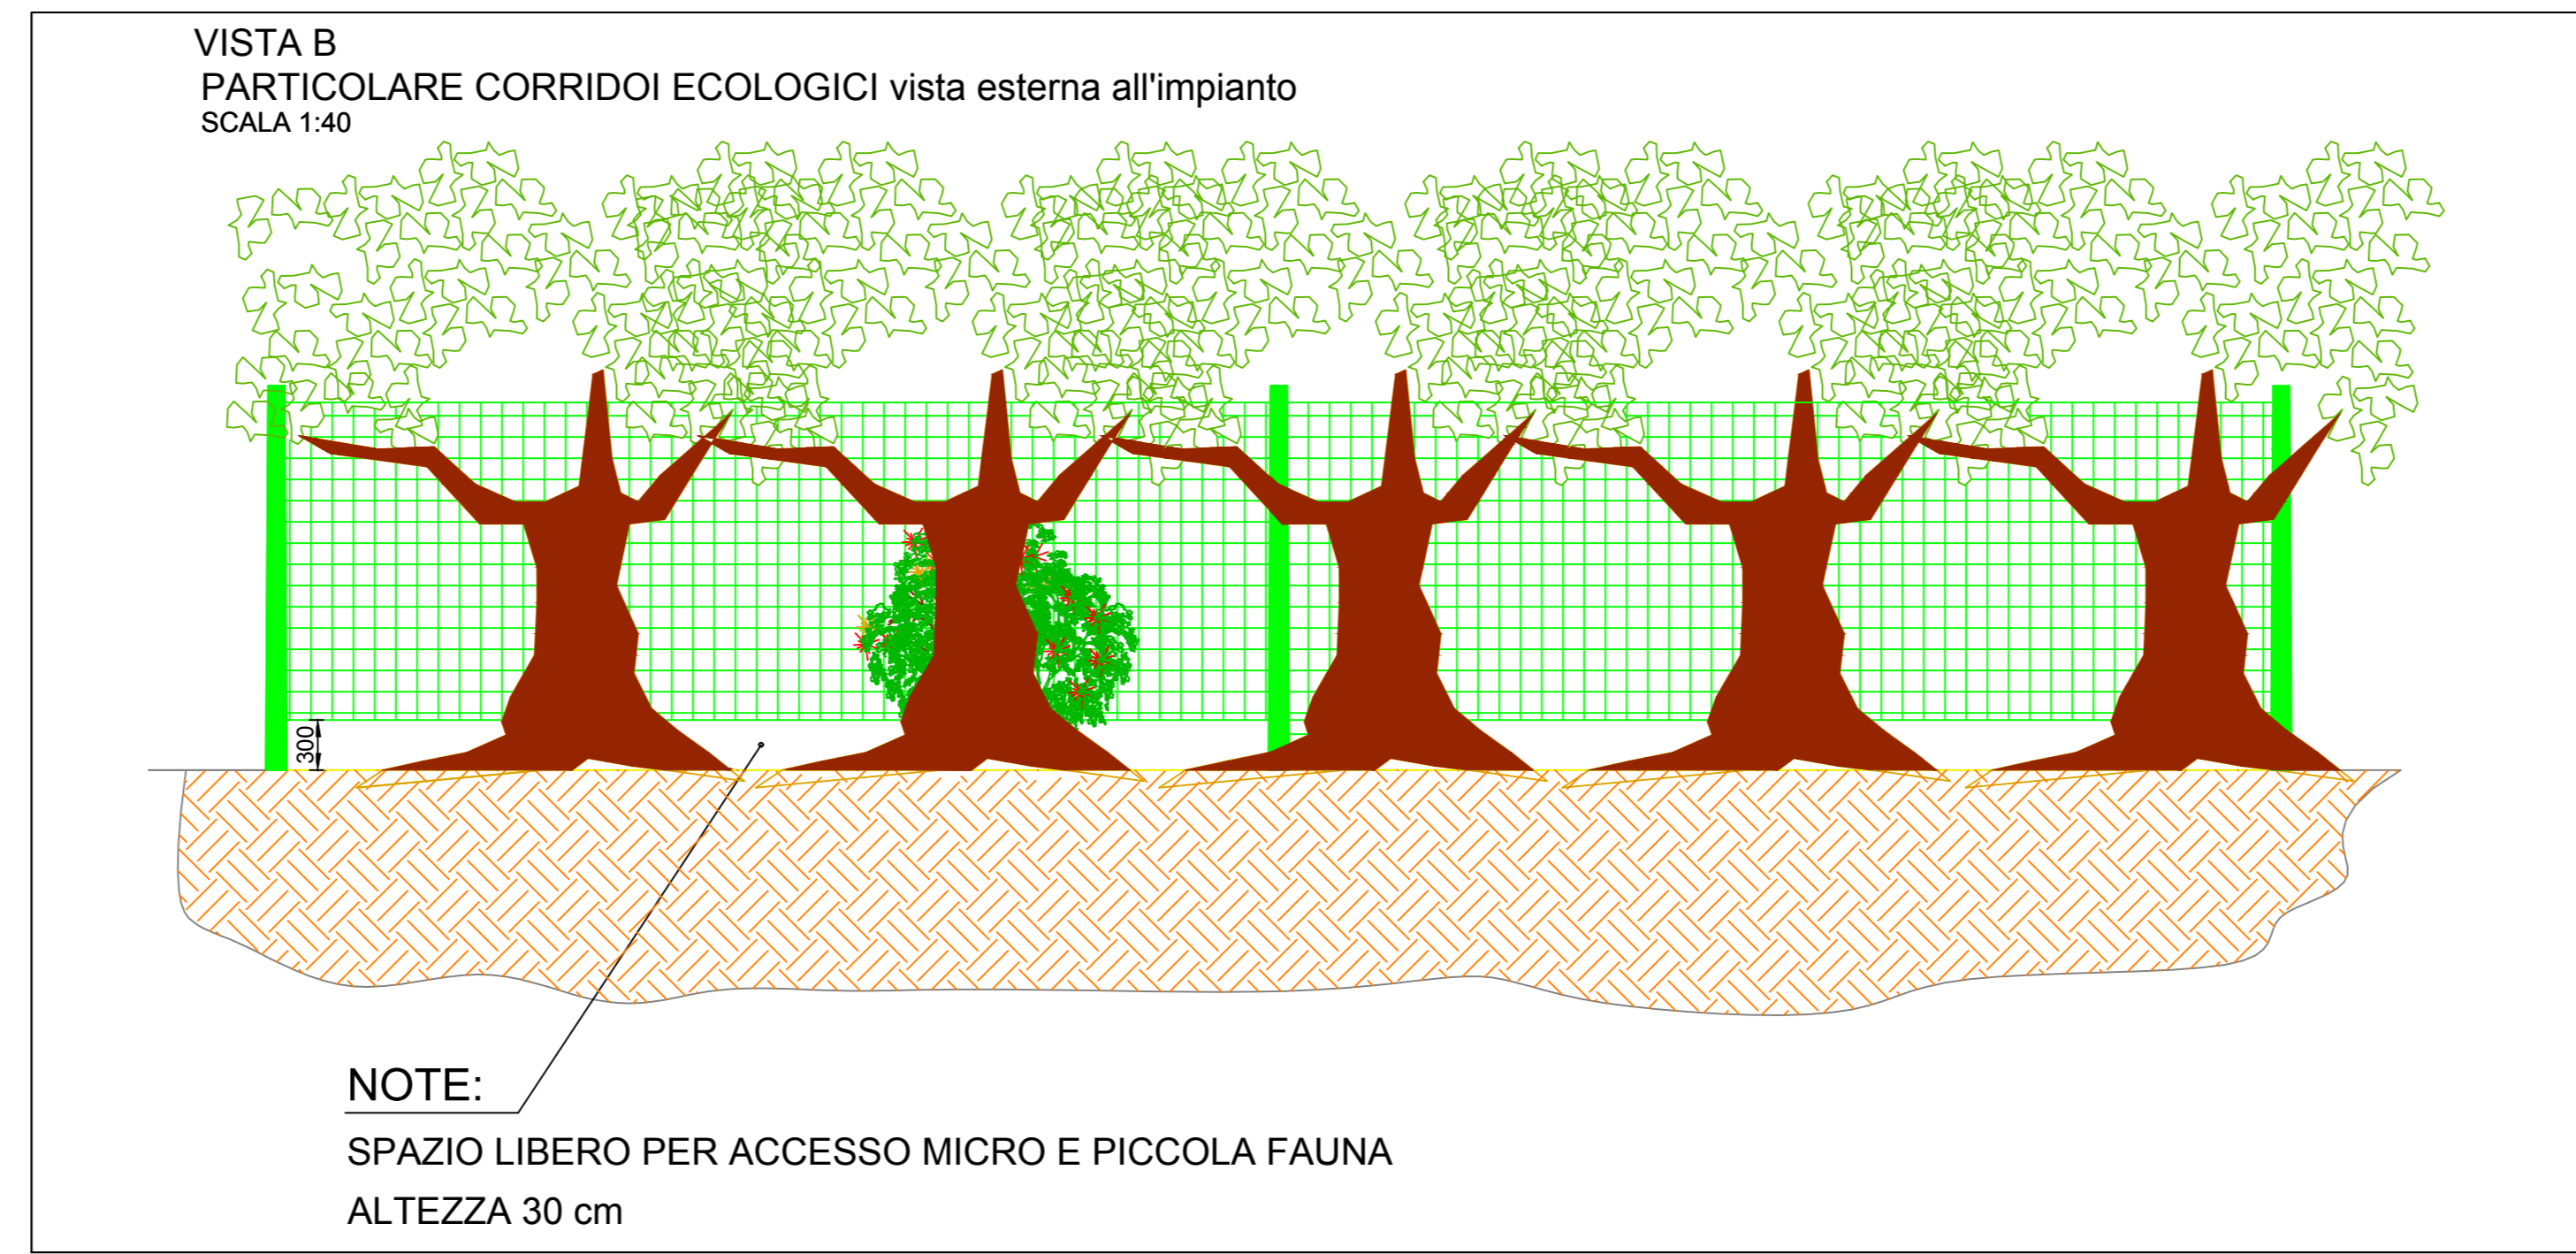 VISTA B
PARTICOLARE CORRIDOI ECOLOGICI vista esterna all'impianto
SCALA 1:40
300
NOTE:
SPAZIO LIBERO PER ACCESSO MICRO E PICCOLA FAUNA
ALTEZZA 30 cm